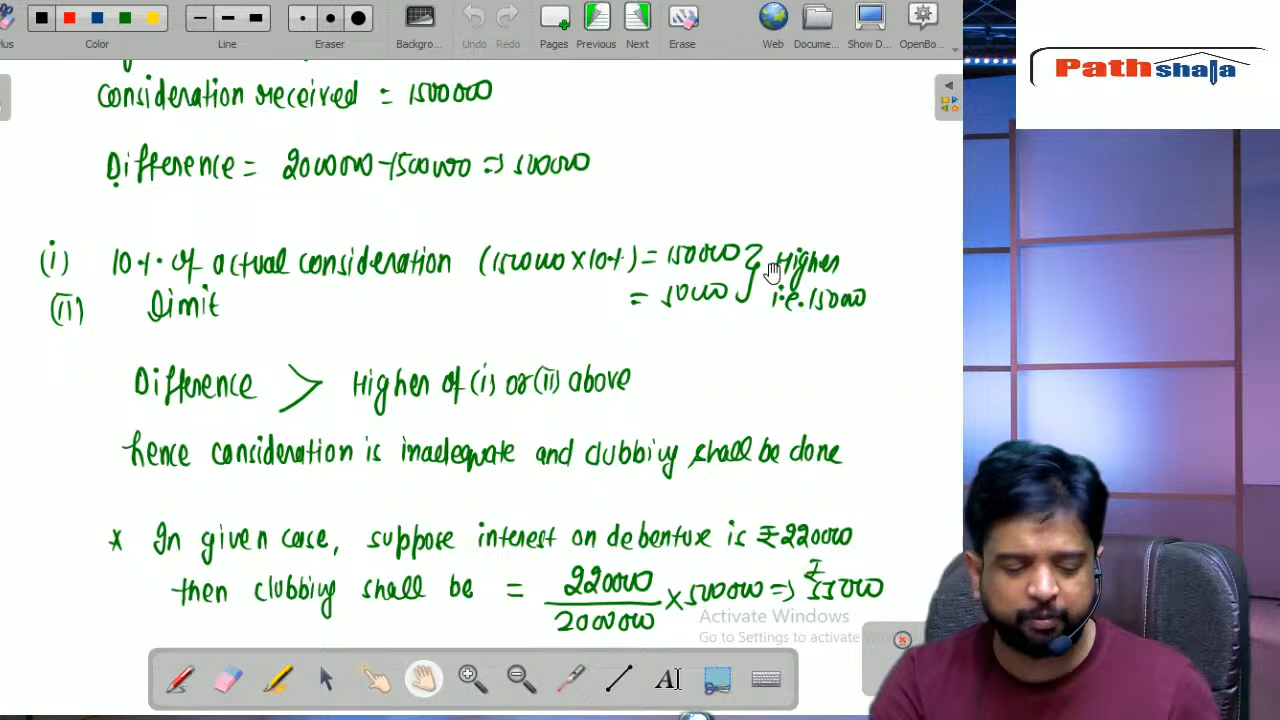 Color
Line
Eraser
Backgro...
Undo
Redo
Pages
Previous
Next
Erase
Web
Docume...
Show D...
OpenBo...
Pathshala
Consideration received = 1500000
Difference = 2000000-1500000 => 500000
(i) 10%. of actual consideration (1500000 x 10%) = 150000 } Higher
(ii) limit = 50000 i.e. 150000
Difference > Higher of (i) or (ii) above
hence consideration is inadequate and clubbing shall be done
* In given case, suppose interest on debenture is ₹220000
then clubbing shall be = 220000 / 2000000 x 500000 => ₹ 55000
Activate Windows
Go to Settings to activate